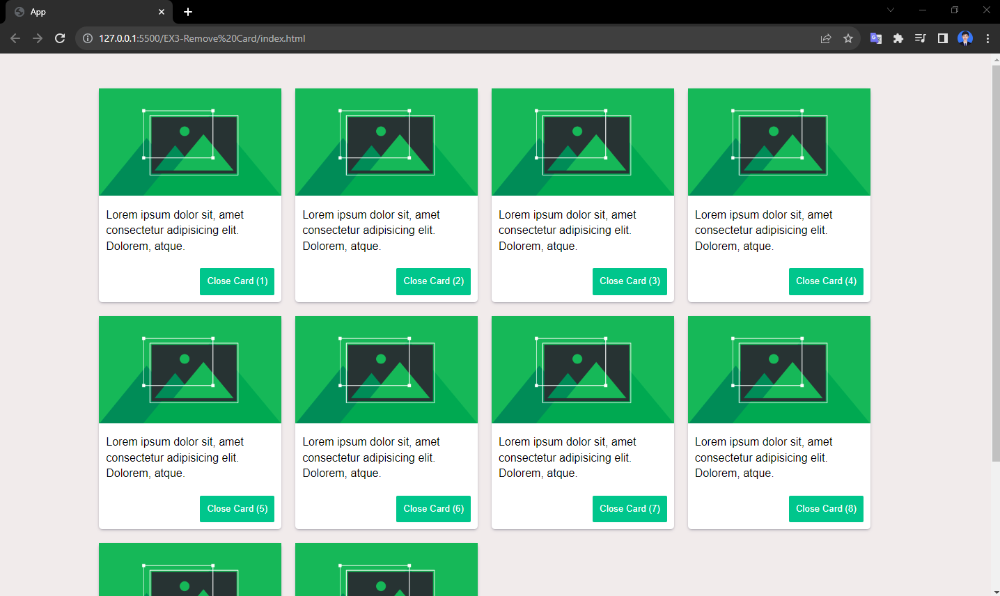 App
127.0.0.1:5500/EX3-Remove%20Card/index.html
Lorem ipsum dolor sit, amet
consectetur adipisicing elit.
Dolorem, atque.
Close Card (1)
Lorem ipsum dolor sit, amet
consectetur adipisicing elit.
Dolorem, atque.
Close Card (2)
Lorem ipsum dolor sit, amet
consectetur adipisicing elit.
Dolorem, atque.
Close Card (3)
Lorem ipsum dolor sit, amet
consectetur adipisicing elit.
Dolorem, atque.
Close Card (4)
Lorem ipsum dolor sit, amet
consectetur adipisicing elit.
Dolorem, atque.
Close Card (5)
Lorem ipsum dolor sit, amet
consectetur adipisicing elit.
Dolorem, atque.
Close Card (6)
Lorem ipsum dolor sit, amet
consectetur adipisicing elit.
Dolorem, atque.
Close Card (7)
Lorem ipsum dolor sit, amet
consectetur adipisicing elit.
Dolorem, atque.
Close Card (8)